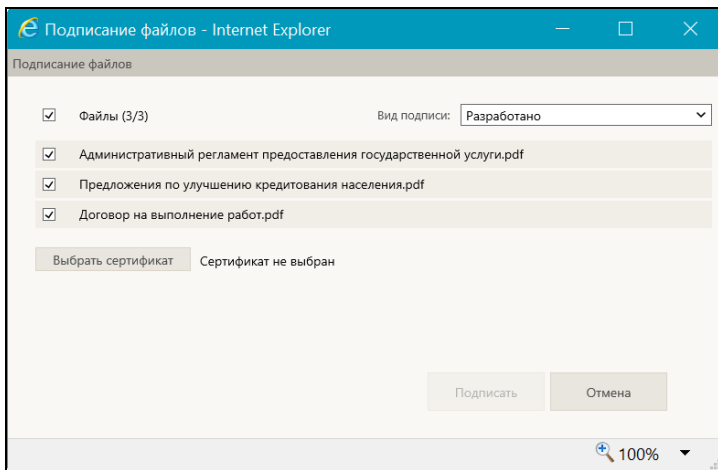 Подписание файлов - Internet Explorer
Подписание файлов
Файлы (3/3) Вид подписи: Разработано
Административный регламент предоставления государственной услуги.pdf
Предложения по улучшению кредитования населения.pdf
Договор на выполнение работ.pdf
Выбрать сертификат Сертификат не выбран
Подписать Отмена
100%